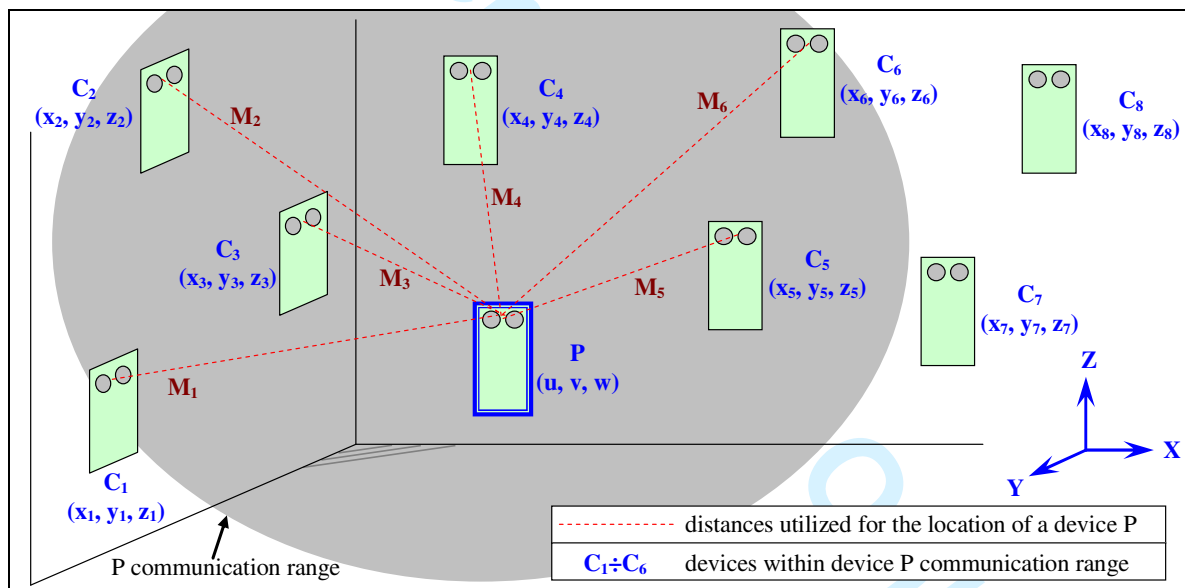 C₂
(x₂, y₂, z₂)
M₂
C₄
(x₄, y₄, z₄)
M₄
C₆
(x₆, y₆, z₆)
M₆
C₈
(x₈, y₈, z₈)
C₃
(x₃, y₃, z₃)
M₃
C₅
(x₅, y₅, z₅)
M₅
C₇
(x₇, y₇, z₇)
P
(u, v, w)
M₁
C₁
(x₁, y₁, z₁)
Z
X
Y
P communication range
distances utilized for the location of a device P
C₁÷C₆ devices within device P communication range